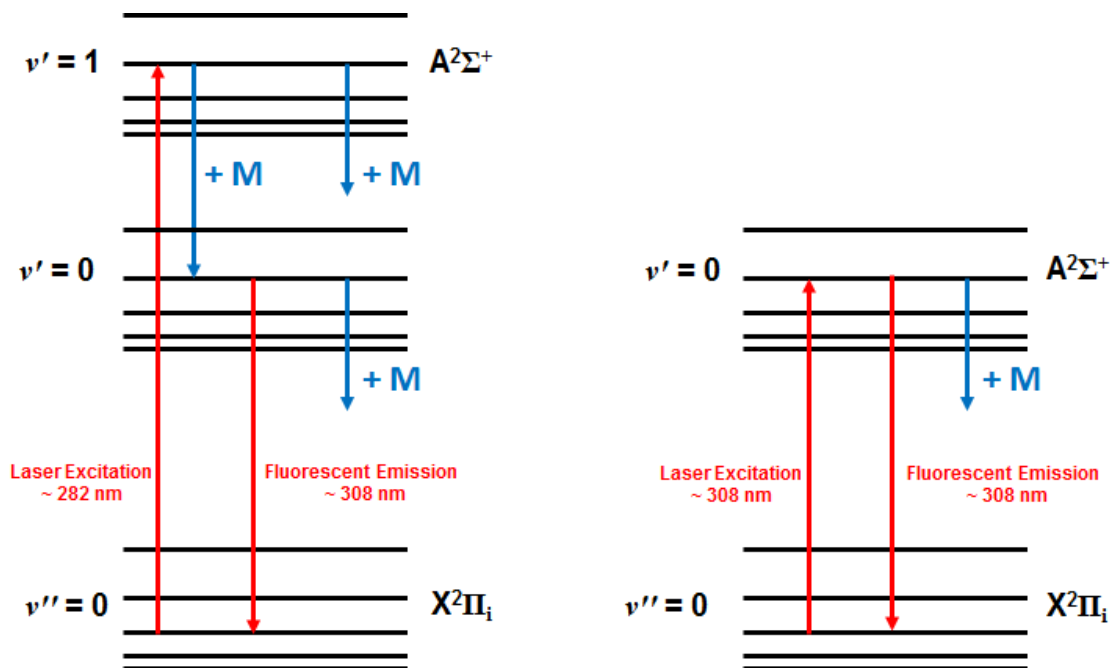 v′ = 1
A²Σ⁺
+ M
+ M
v′ = 0
+ M
Laser Excitation
~ 282 nm
Fluorescent Emission
~ 308 nm
v′′ = 0
X²Πᵢ
v′ = 0
A²Σ⁺
+ M
Laser Excitation
~ 308 nm
Fluorescent Emission
~ 308 nm
v′′ = 0
X²Πᵢ